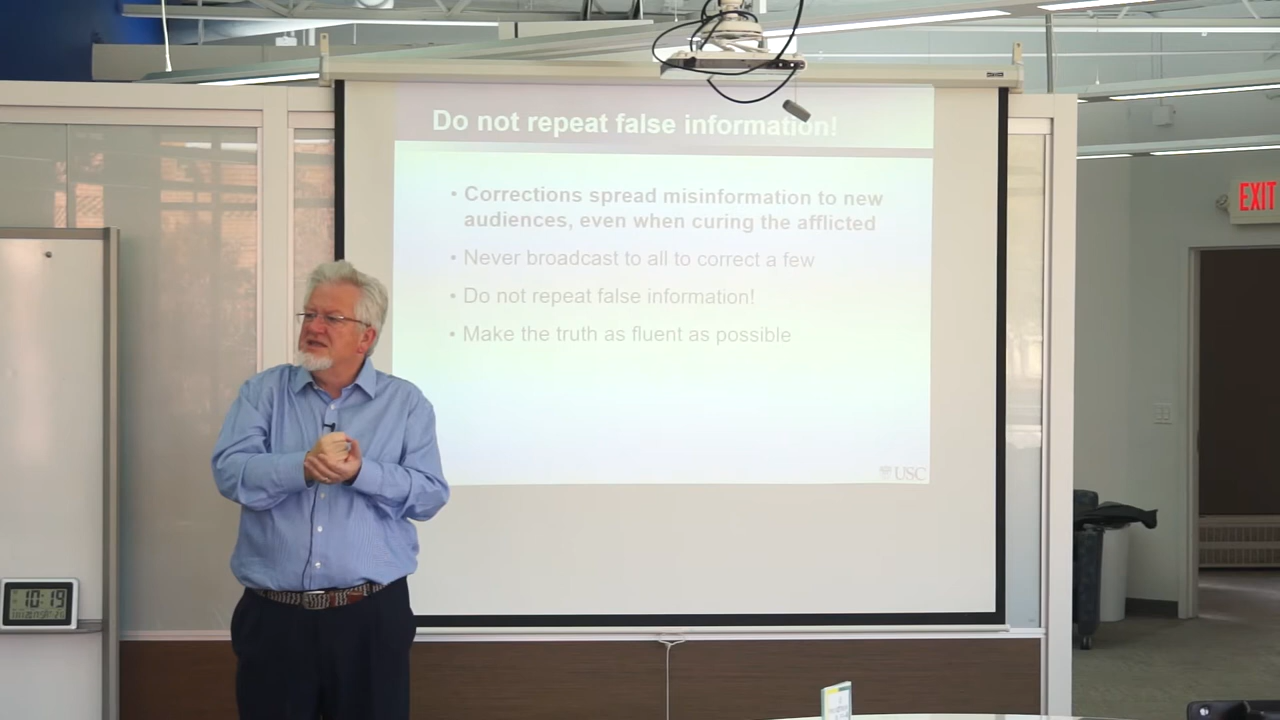 Do not repeat false information!
• Corrections spread misinformation to new
audiences, even when curing the afflicted
• Never broadcast to all to correct a few
• Do not repeat false information!
• Make the truth as fluent as possible
USC
EXIT
10:19